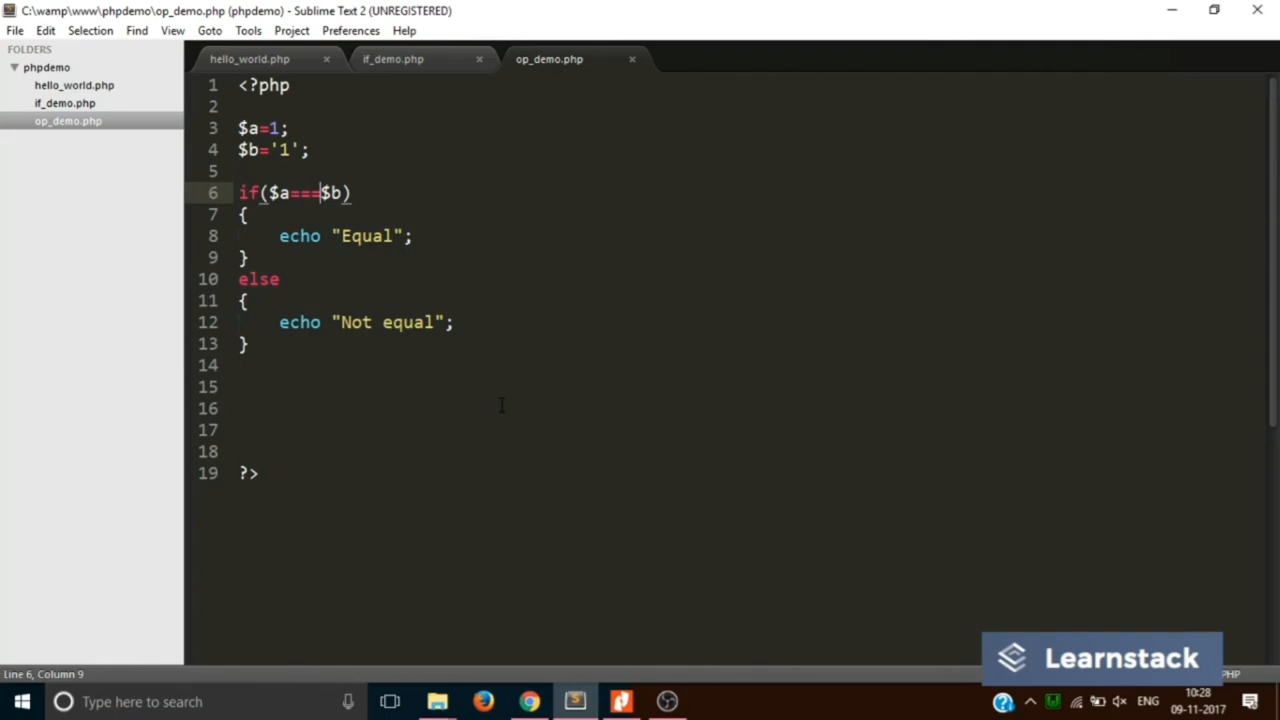 C:\wamp\www\phpdemo\op_demo.php (phpdemo) - Sublime Text 2 (UNREGISTERED)
File Edit Selection Find View Goto Tools Project Preferences Help
FOLDERS
phpdemo
hello_world.php
if_demo.php
op_demo.php
hello_world.php × if_demo.php × op_demo.php ×
1 <?php
2
3 $a=1;
4 $b='1';
5
6 if($a===$b)
7 {
8 echo "Equal";
9 }
10 else
11 {
12 echo "Not equal";
13 }
14
15
16
17
18
19 ?>
Learnstack
Line 6, Column 9
PHP
Type here to search
ENG
10:28
09-11-2017